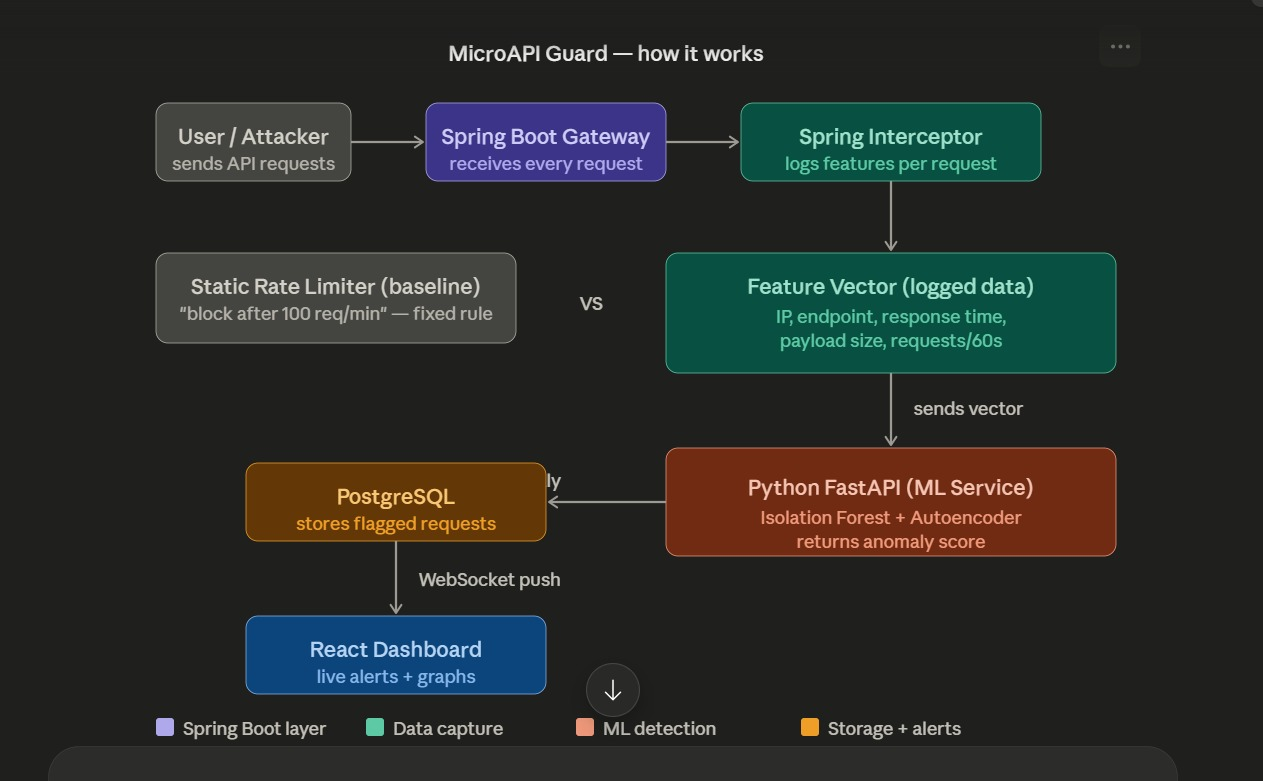 MicroAPI Guard — how it works
User / Attacker
sends API requests
Spring Boot Gateway
receives every request
Spring Interceptor
logs features per request
Static Rate Limiter (baseline)
"block after 100 req/min" — fixed rule
VS
Feature Vector (logged data)
IP, endpoint, response time,
payload size, requests/60s
sends vector
PostgreSQL
stores flagged requests
ly
Python FastAPI (ML Service)
Isolation Forest + Autoencoder
returns anomaly score
WebSocket push
React Dashboard
live alerts + graphs
Spring Boot layer
Data capture
ML detection
Storage + alerts